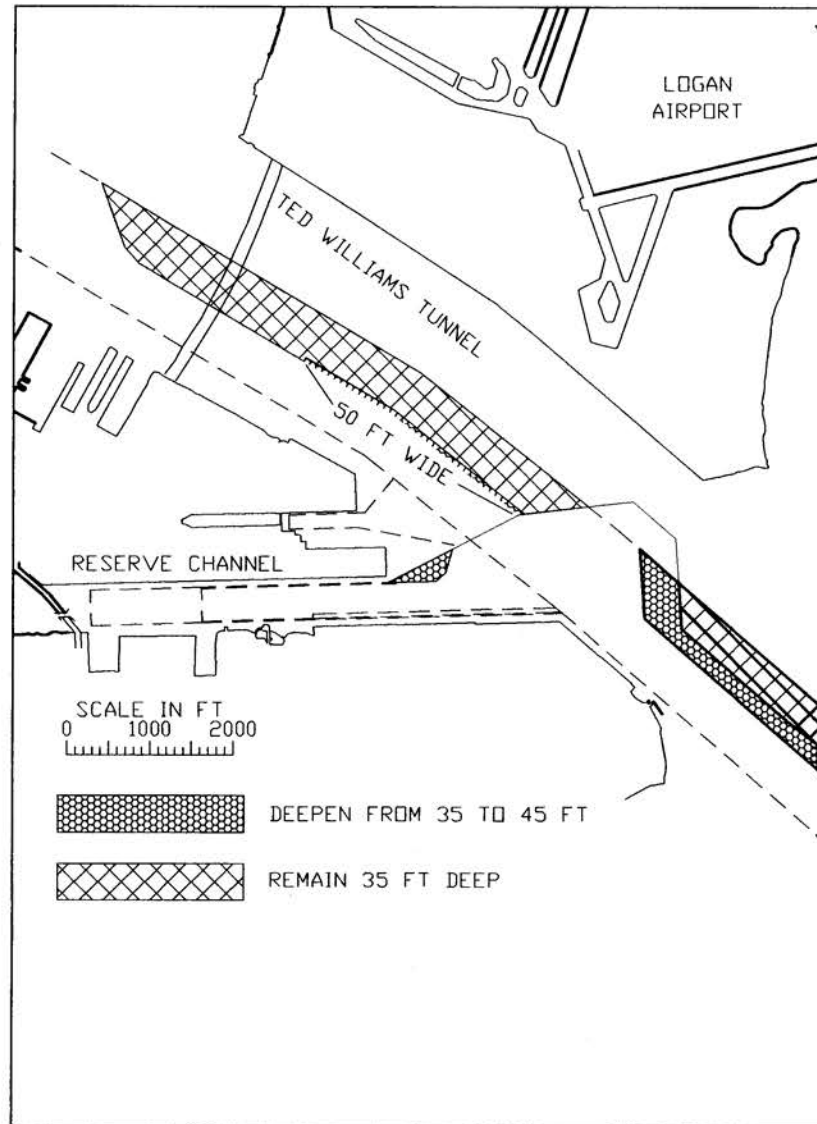 LOGAN
AIRPORT
TED WILLIAMS TUNNEL
50 FT WIDE
RESERVE CHANNEL
SCALE IN FT
0 1000 2000
DEEPEN FROM 35 TO 45 FT
REMAIN 35 FT DEEP